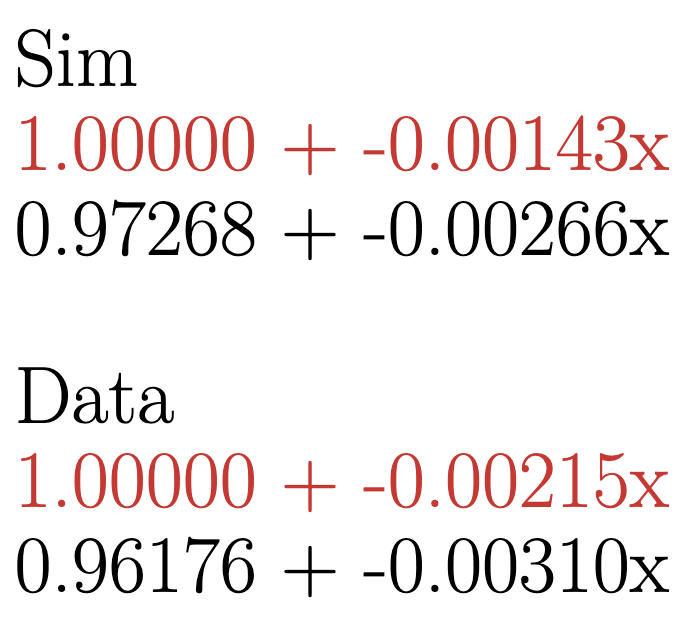 Sim
1.00000 + -0.00143x
0.97268 + -0.00266x
Data
1.00000 + -0.00215x
0.96176 + -0.00310x